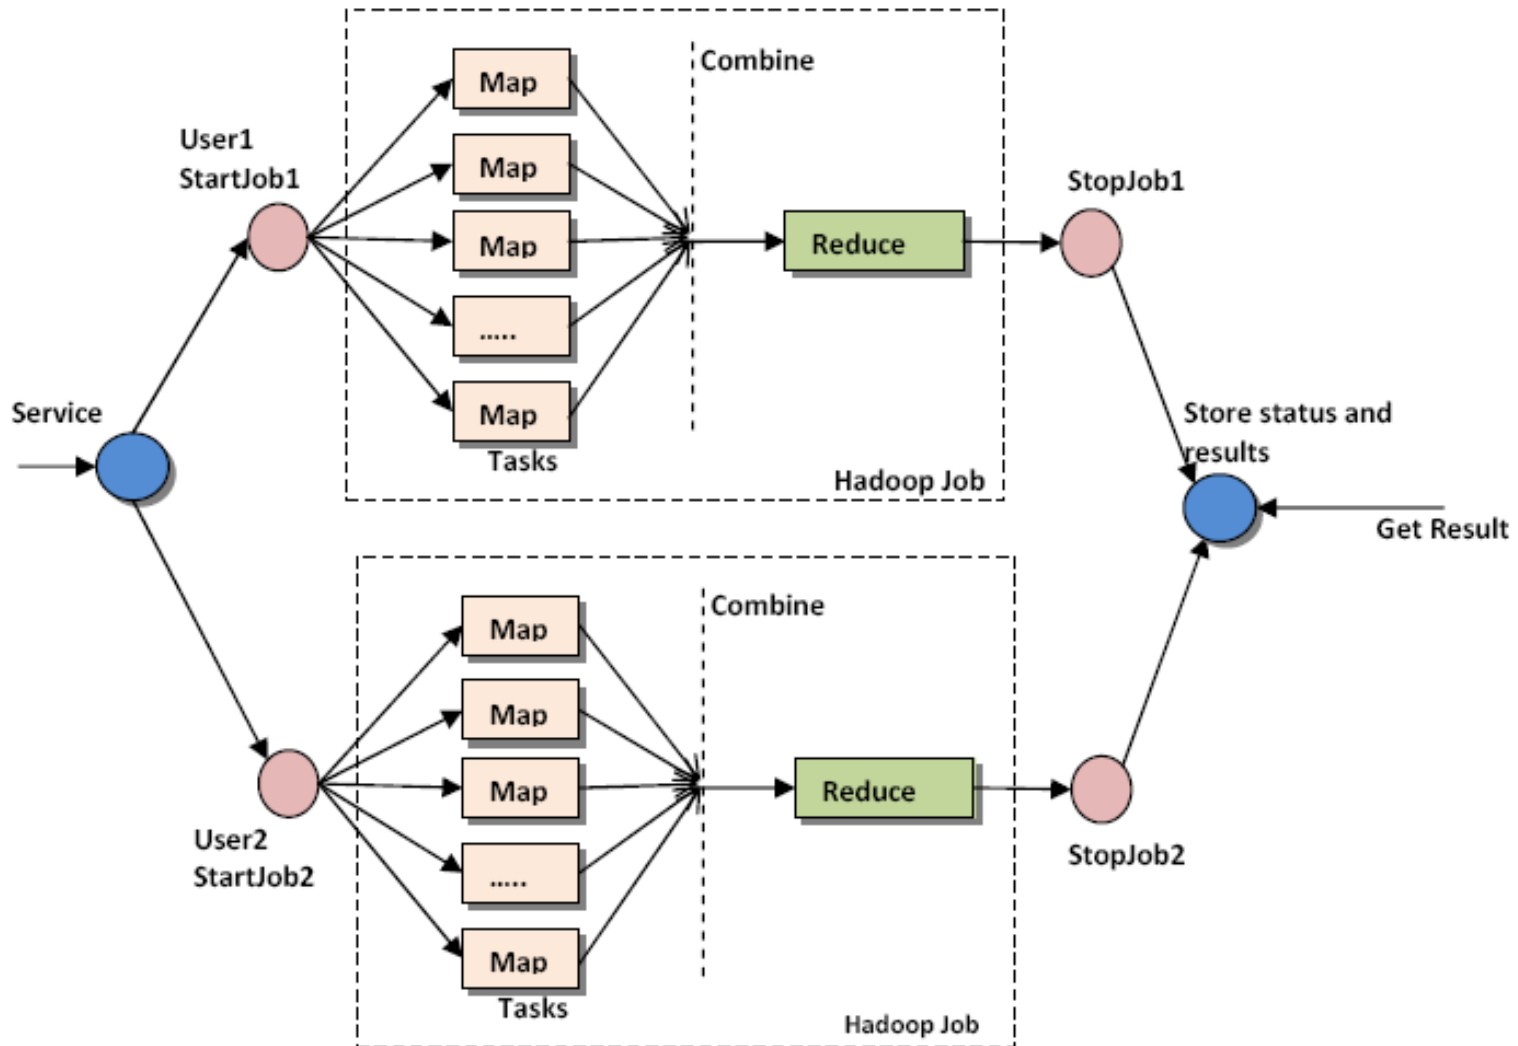 Combine
Map
User1
StartJob1
Map
StopJob1
Map
Reduce
.....
Map
Service
Store status and
results
Tasks
Hadoop Job
Get Result
Combine
Map
Map
Map
Reduce
User2
StartJob2
.....
StopJob2
Map
Tasks
Hadoop Job